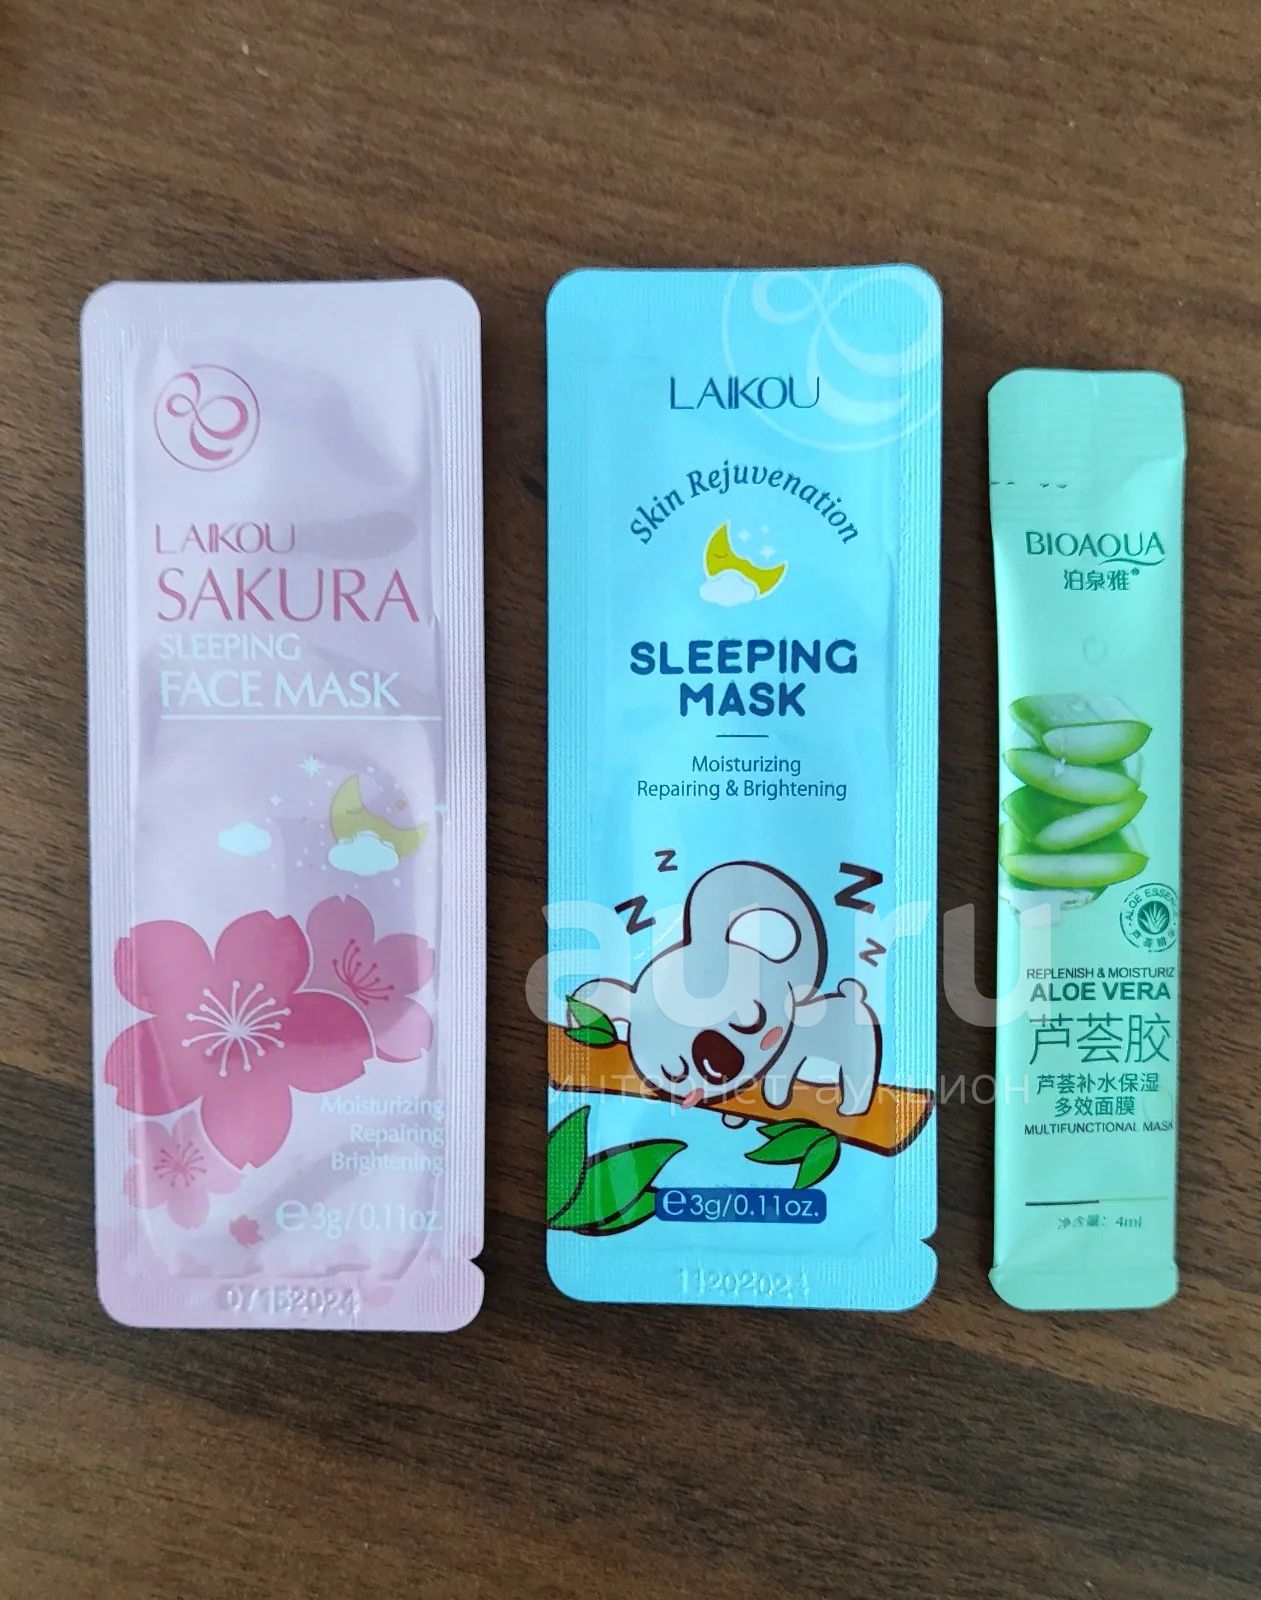 LAIKOU
SAKURA
SLEEPING
FACE MASK
Moisturizing
Repairing
Brightening
e3g/0.11oz
07152024
LAIKOU
Skin Rejuvenation
SLEEPING
MASK
Moisturizing
Repairing & Brightening
z
z
Z
z
e3g/0.11oz.
11202024
BIOAQUA
泊泉雅®
ALOE ESSENCE
REPLENISH & MOISTURIZ
ALOE VERA
芦荟胶
芦荟补水保湿
多效面膜
MULTIFUNCTIONAL MASK
净含量：4ml
au.ru
интернет-аукцион